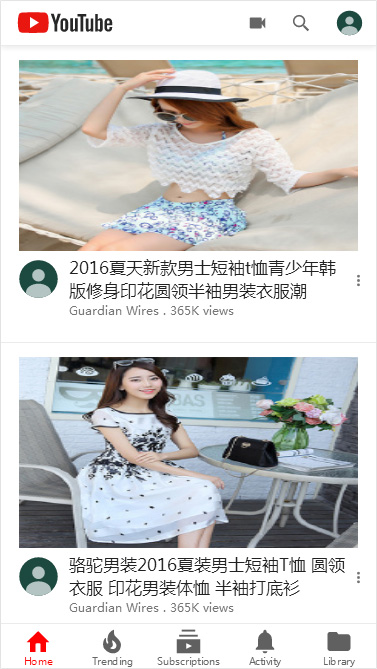 YouTube
2016夏天新款男士短袖t恤青少年韩
版修身印花圆领半袖男装衣服潮
Guardian Wires . 365K views
骆驼男装2016夏装男士短袖T恤 圆领
衣服 印花男装体恤 半袖打底衫
Guardian Wires . 365K views
Home Trending Subscriptions Activity Library